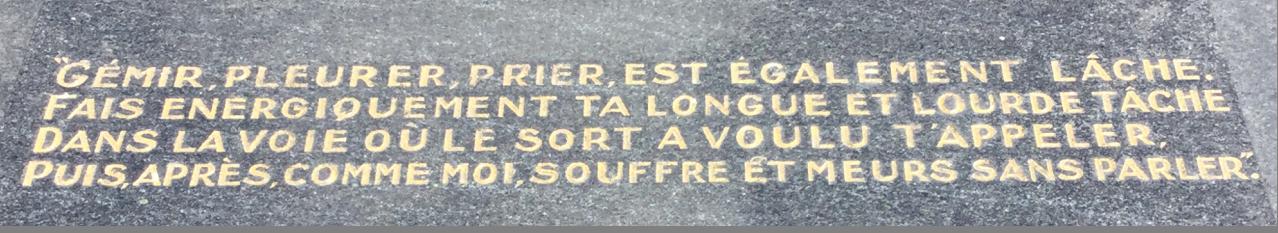 "GÉMIR, PLEURER, PRIER, EST ÉGALEMENT LÂCHE.
FAIS ENERGIQUEMENT TA LONGUE ET LOURDE TÂCHE
DANS LA VOIE OÙ LE SORT A VOULU T'APPELER,
PUIS, APRÈS, COMME MOI, SOUFFRE ET MEURS SANS PARLER".